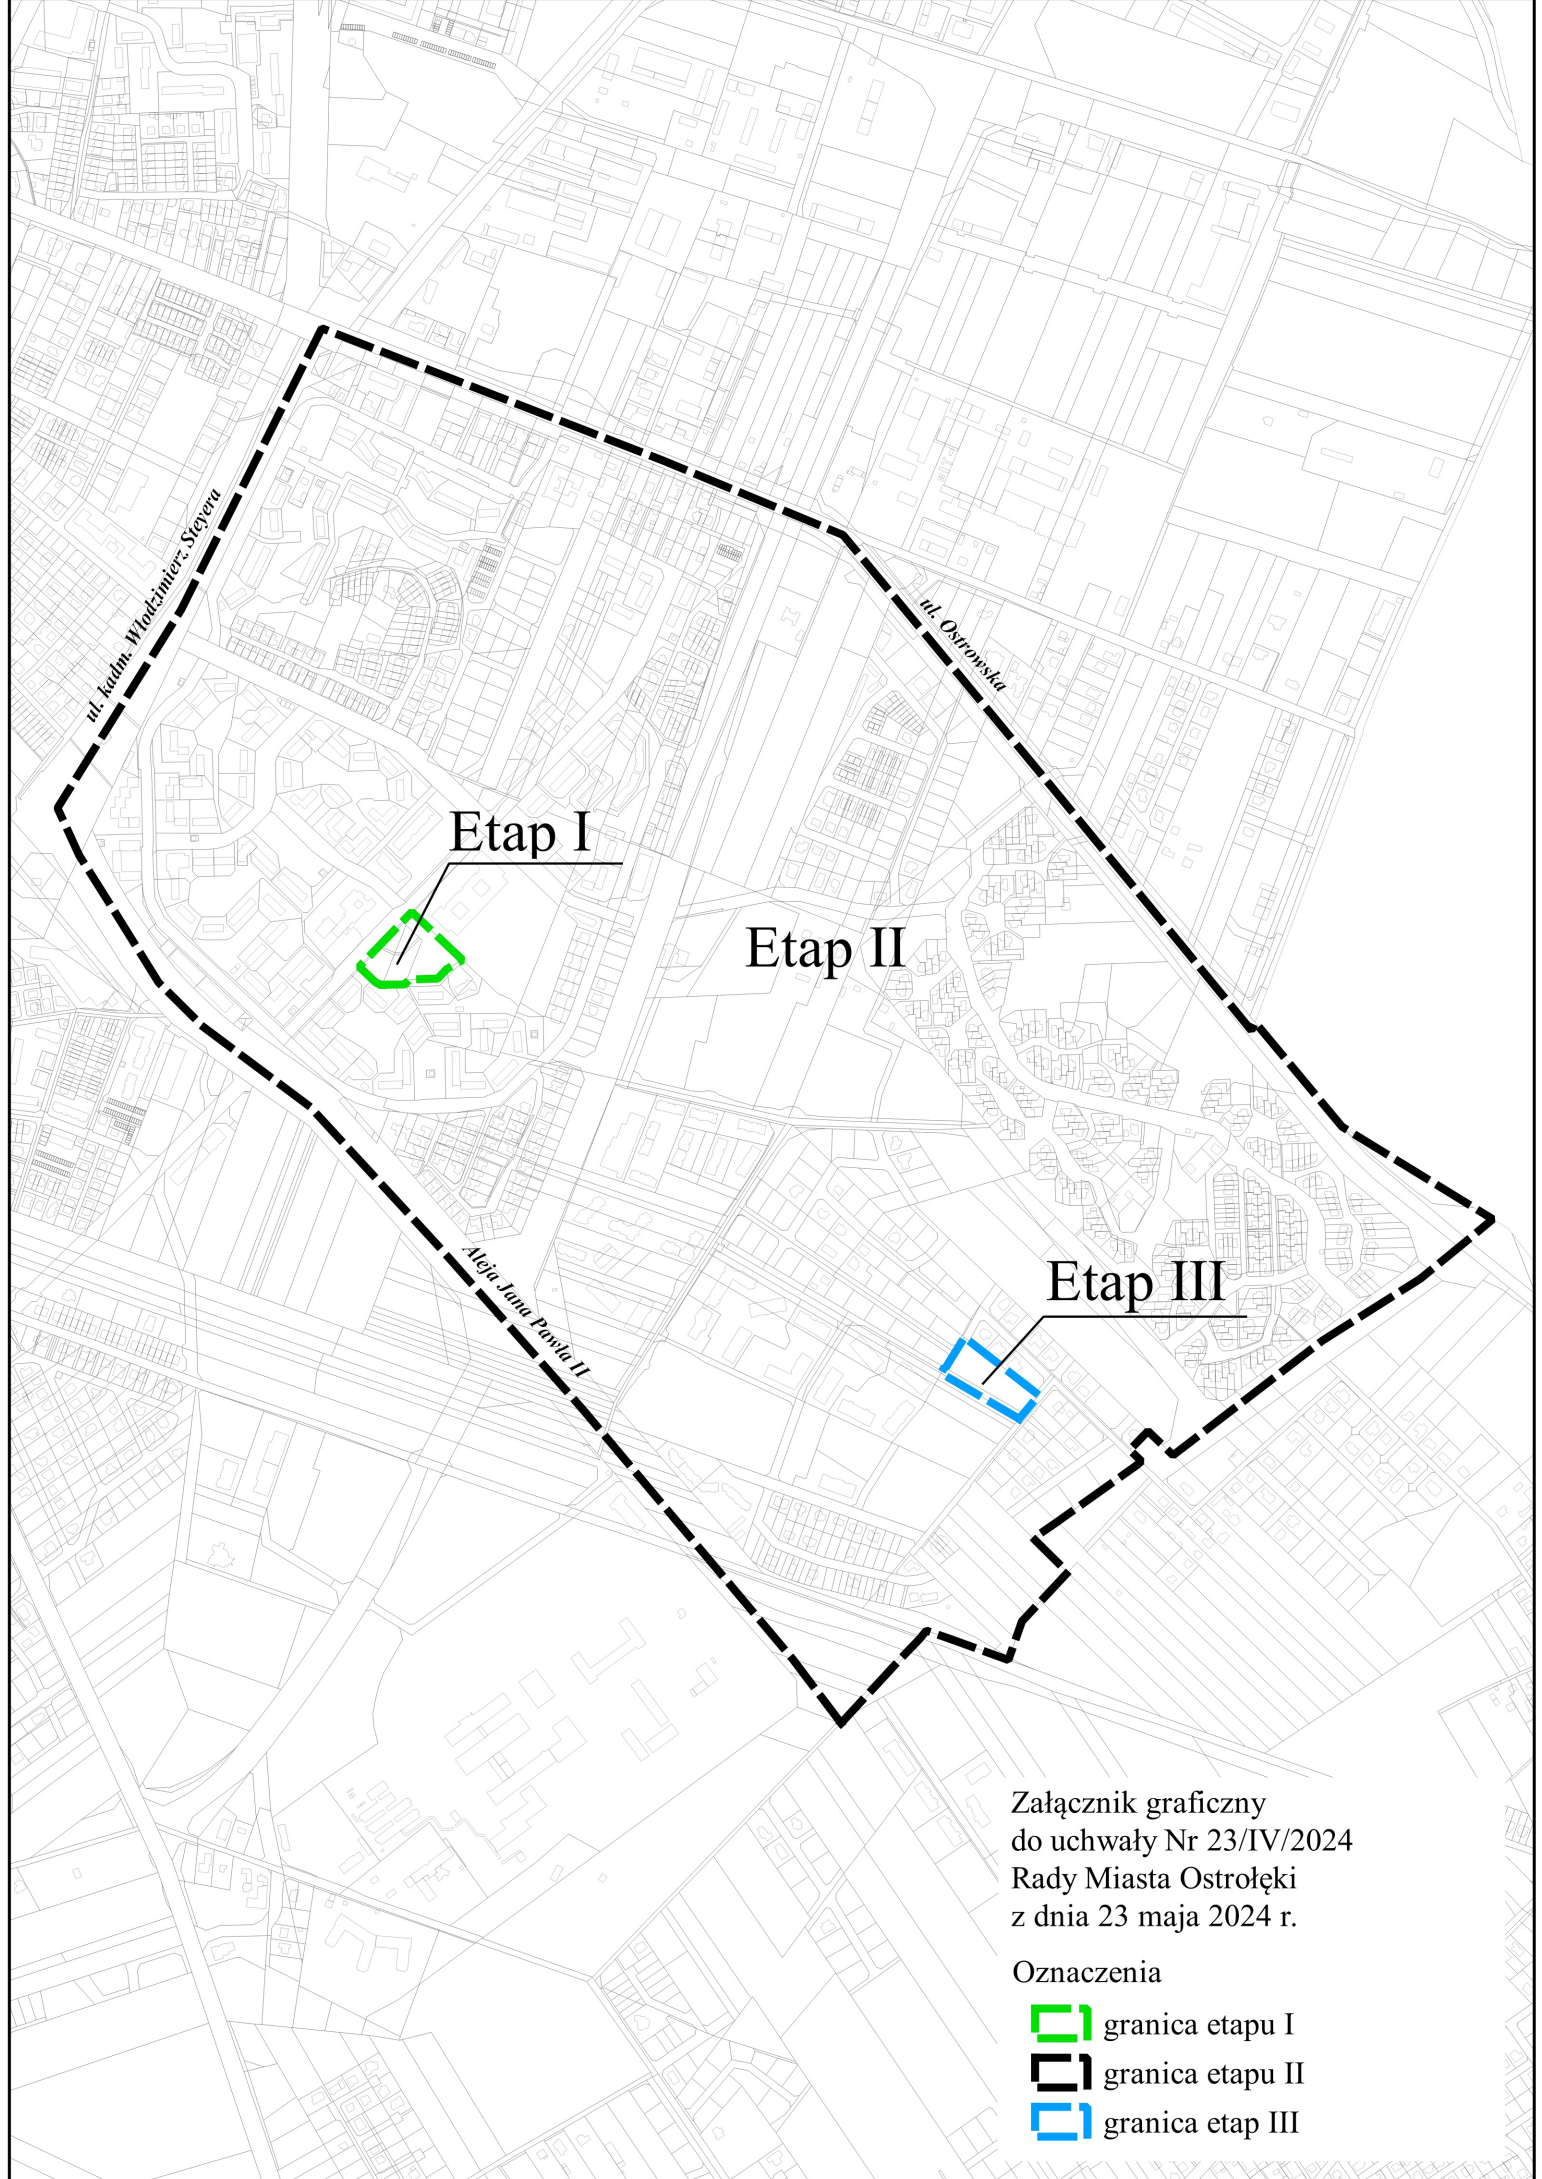 ul. kadm. Włodzimierz Steyera
ul. Ostrowska
Etap I
Etap II
Etap III
Aleja Jana Pawła II
Załącznik graficzny
do uchwały Nr 23/IV/2024
Rady Miasta Ostrołęki
z dnia 23 maja 2024 r.
Oznaczenia
granica etapu I
granica etapu II
granica etap III